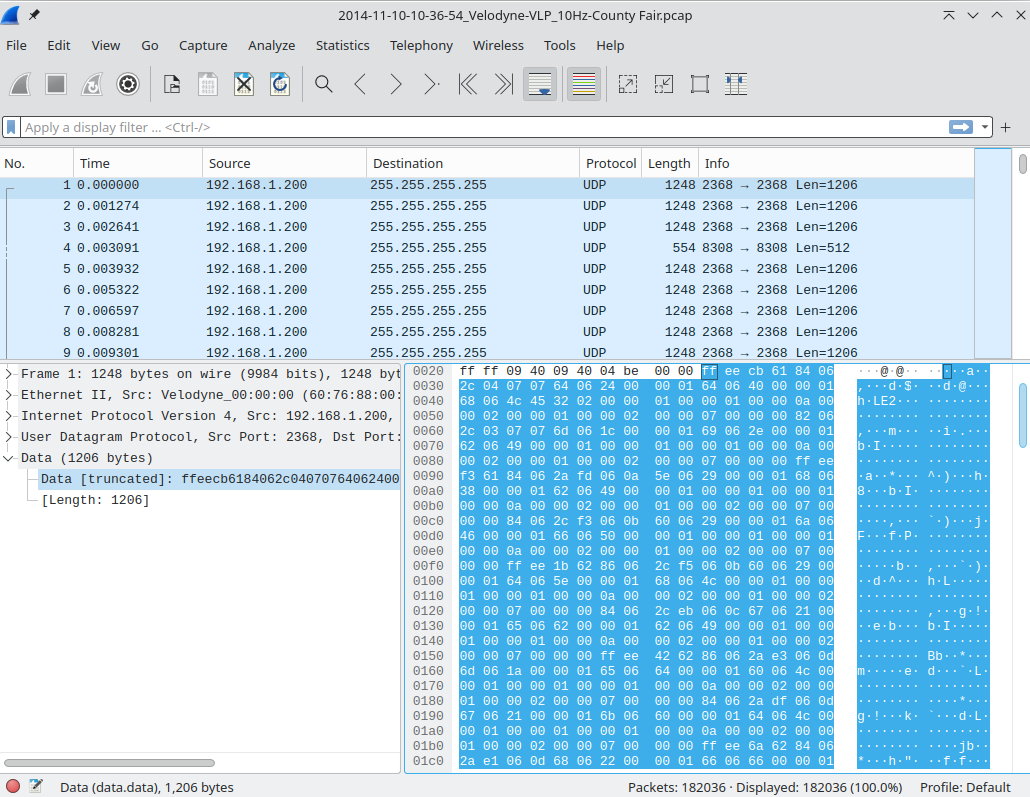 2014-11-10-10-36-54_Velodyne-VLP_10Hz-County Fair.pcap
File Edit View Go Capture Analyze Statistics Telephony Wireless Tools Help
Apply a display filter ... <Ctrl-/>
No. Time Source Destination Protocol Length Info
1 0.000000 192.168.1.200 255.255.255.255 UDP 1248 2368 → 2368 Len=1206
2 0.001274 192.168.1.200 255.255.255.255 UDP 1248 2368 → 2368 Len=1206
3 0.002641 192.168.1.200 255.255.255.255 UDP 1248 2368 → 2368 Len=1206
4 0.003091 192.168.1.200 255.255.255.255 UDP 554 8308 → 8308 Len=512
5 0.003932 192.168.1.200 255.255.255.255 UDP 1248 2368 → 2368 Len=1206
6 0.005322 192.168.1.200 255.255.255.255 UDP 1248 2368 → 2368 Len=1206
7 0.006597 192.168.1.200 255.255.255.255 UDP 1248 2368 → 2368 Len=1206
8 0.008281 192.168.1.200 255.255.255.255 UDP 1248 2368 → 2368 Len=1206
9 0.009301 192.168.1.200 255.255.255.255 UDP 1248 2368 → 2368 Len=1206
Frame 1: 1248 bytes on wire (9984 bits), 1248 byt
Ethernet II, Src: Velodyne_00:00:00 (60:76:88:00:
Internet Protocol Version 4, Src: 192.168.1.200,
User Datagram Protocol, Src Port: 2368, Dst Port:
Data (1206 bytes)
Data [truncated]: ffeecb6184062c04070764062400
[Length: 1206]
0020 ff ff 09 40 09 40 04 be 00 00 ff ee cb 61 84 06 ···@·@·· ·····a··
0030 2c 04 07 07 64 06 24 00 00 01 64 06 40 00 00 01 ,···d·$· ··d·@···
0040 68 06 4c 45 32 02 00 00 01 00 00 01 00 00 0a 00 h·LE2··· ········
0050 00 02 00 00 01 00 00 02 00 00 07 00 00 00 82 06 ········ ········
0060 2c 03 07 07 6d 06 1c 00 00 01 69 06 2e 00 00 01 ,···m··· ··i·.···
0070 62 06 49 00 00 01 00 00 01 00 00 01 00 00 0a 00 b·I····· ········
0080 00 02 00 00 01 00 00 02 00 00 07 00 00 00 ff ee ········ ········
0090 f3 61 84 06 2a fd 06 0a 5e 06 29 00 00 01 68 06 ·a··*··· ^·)···h·
00a0 38 00 00 01 62 06 49 00 00 01 00 00 01 00 00 01 8···b·I· ········
00b0 00 00 0a 00 00 02 00 00 01 00 00 02 00 00 07 00 ········ ········
00c0 00 00 84 06 2c f3 06 0b 60 06 29 00 00 01 6a 06 ····,··· `·)···j·
00d0 46 00 00 01 66 06 50 00 00 01 00 00 01 00 00 01 F···f·P· ········
00e0 00 00 0a 00 00 02 00 00 01 00 00 02 00 00 07 00 ········ ········
00f0 00 00 ff ee 1b 62 86 06 2c f5 06 0b 60 06 29 00 ·····b·· ,···`·)·
0100 00 01 64 06 5e 00 00 01 68 06 4c 00 00 01 00 00 ··d·^··· h·L·····
0110 01 00 00 01 00 00 0a 00 00 02 00 00 01 00 00 02 ········ ········
0120 00 00 07 00 00 00 84 06 2c eb 06 0c 67 06 21 00 ········ ,···g·!·
0130 00 01 65 06 62 00 00 01 62 06 49 00 00 01 00 00 ··e·b··· b·I·····
0140 01 00 00 01 00 00 0a 00 00 02 00 00 01 00 00 02 ········ ········
0150 00 00 07 00 00 00 ff ee 42 62 86 06 2a e3 06 0d ········ Bb··*···
0160 6d 06 1a 00 00 01 65 06 64 00 00 01 60 06 4c 00 m·····e· d···`·L·
0170 00 01 00 00 01 00 00 01 00 00 0a 00 00 02 00 00 ········ ········
0180 01 00 00 02 00 00 07 00 00 00 84 06 2a df 06 0d ········ ····*···
0190 67 06 21 00 00 01 6b 06 60 00 00 01 64 06 4c 00 g·!···k· `···d·L·
01a0 00 01 00 00 01 00 00 01 00 00 0a 00 00 02 00 00 ········ ········
01b0 01 00 00 02 00 00 07 00 00 00 ff ee 6a 62 84 06 ········ ····jb··
01c0 2a e1 06 0d 68 06 22 00 00 01 66 06 66 00 00 01 *···h·"· ··f·f···
Data (data.data), 1,206 bytes
Packets: 182036 · Displayed: 182036 (100.0%)
Profile: Default